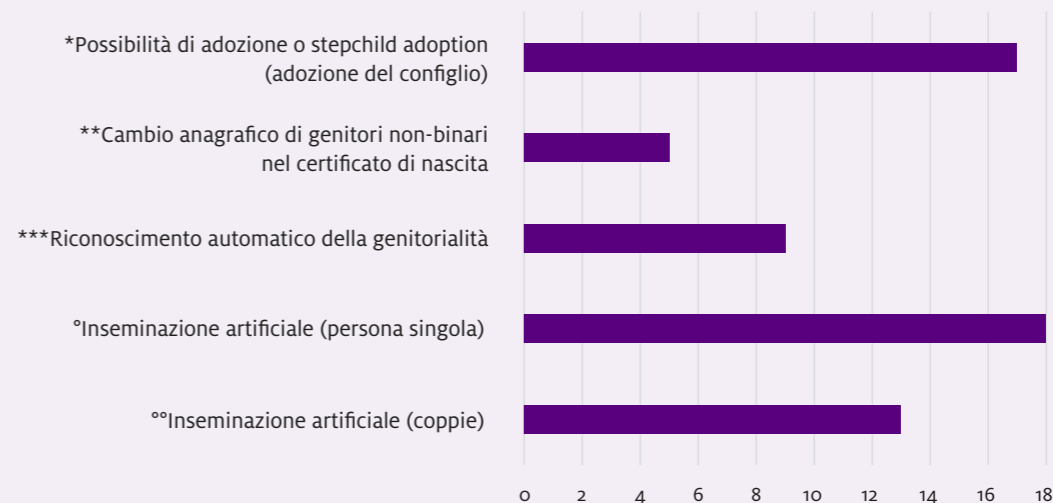 *Possibilità di adozione o stepchild adoption
(adozione del configlio)
**Cambio anagrafico di genitori non-binari
nel certificato di nascita
***Riconoscimento automatico della genitorialità
°Inseminazione artificiale (persona singola)
°°Inseminazione artificiale (coppie)
0 2 4 6 8 10 12 14 16 18